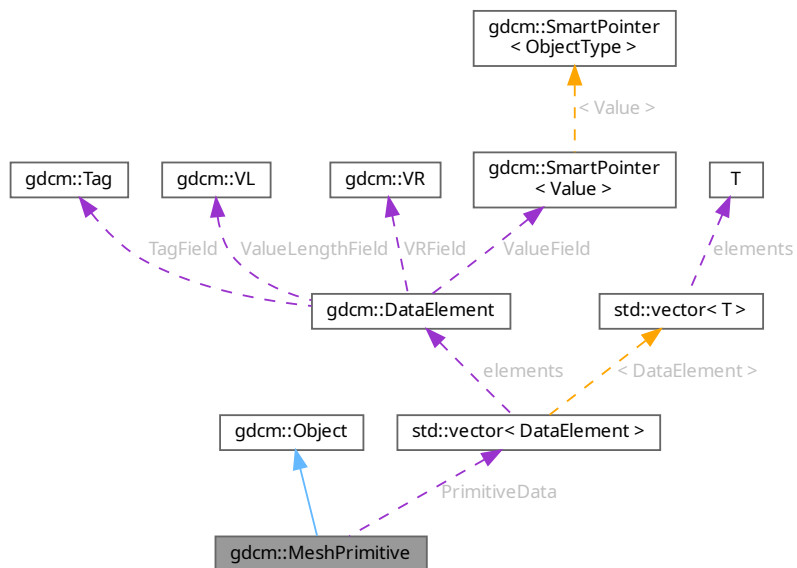 gdcm::SmartPointer
< ObjectType >
< Value >
gdcm::Tag
gdcm::VL
gdcm::VR
gdcm::SmartPointer
< Value >
T
TagField
ValueLengthField
VRField
ValueField
elements
gdcm::DataElement
std::vector< T >
elements
< DataElement >
gdcm::Object
std::vector< DataElement >
PrimitiveData
gdcm::MeshPrimitive